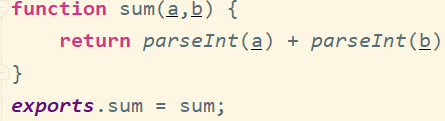 function sum(a,b) {
    return parseInt(a) + parseInt(b)
}
exports.sum = sum;